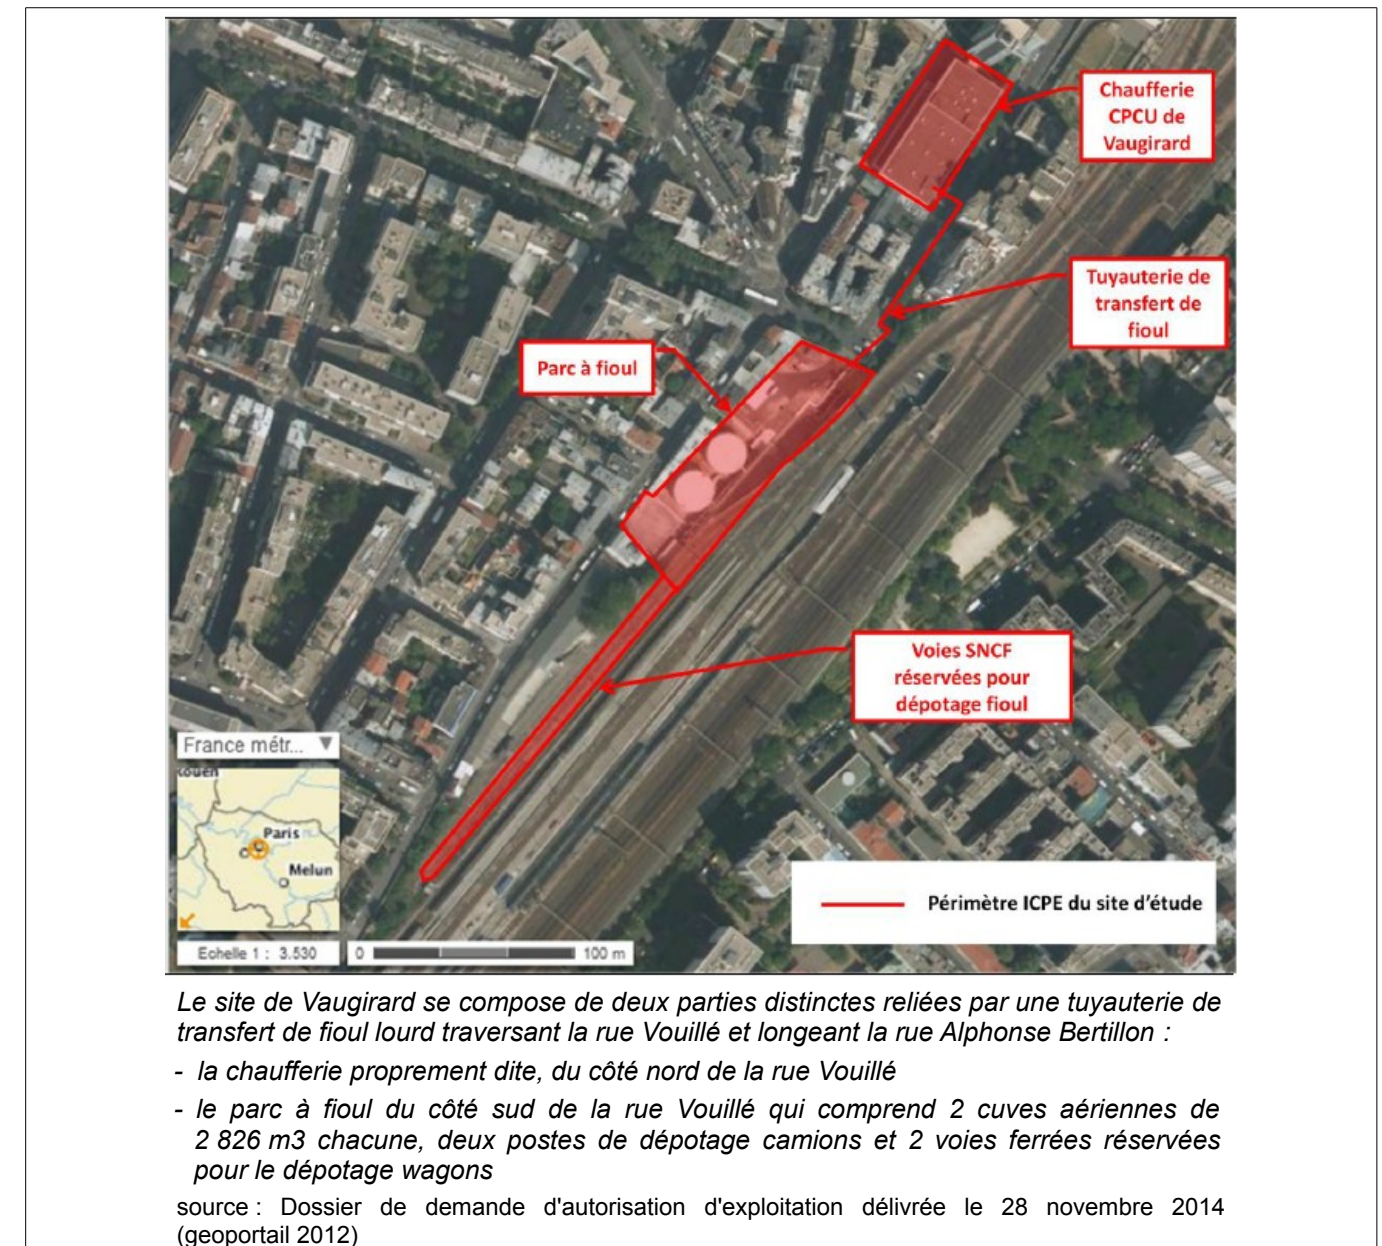 Chaufferie
CPCU de
Vaugirard
Tuyauterie de
transfert de
fioul
Parc à fioul
Voies SNCF
réservées pour
dépotage fioul
France métr...
Rouen
Paris
Melun
Périmètre ICPE du site d'étude
Echelle 1 : 3.530
0 100 m
Le site de Vaugirard se compose de deux parties distinctes reliées par une tuyauterie de
transfert de fioul lourd traversant la rue Vouillé et longeant la rue Alphonse Bertillon :
- la chaufferie proprement dite, du côté nord de la rue Vouillé
- le parc à fioul du côté sud de la rue Vouillé qui comprend 2 cuves aériennes de
2 826 m3 chacune, deux postes de dépotage camions et 2 voies ferrées réservées
pour le dépotage wagons
source : Dossier de demande d'autorisation d'exploitation délivrée le 28 novembre 2014
(geoportail 2012)